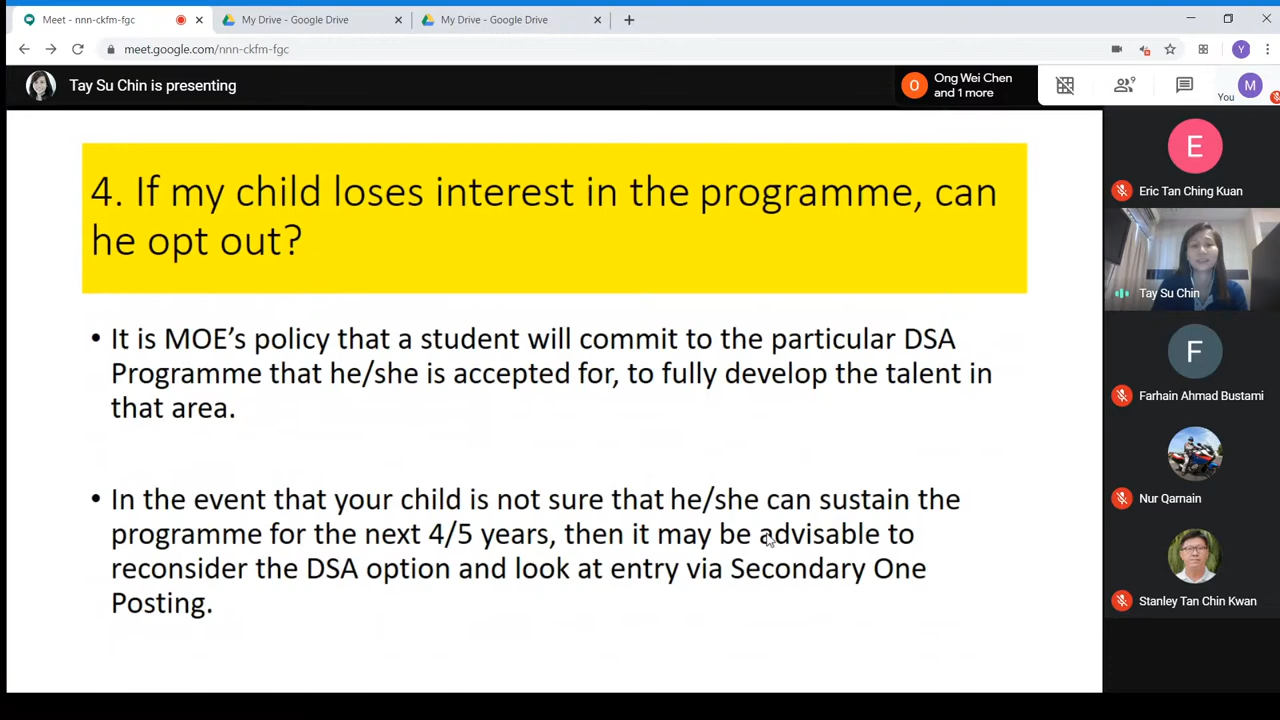 Meet - nnn-ckfm-fgc
My Drive - Google Drive
My Drive - Google Drive
meet.google.com/nnn-ckfm-fgc
Y
Tay Su Chin is presenting
O
Ong Wei Chen
and 1 more
9
You
M
4. If my child loses interest in the programme, can
he opt out?
• It is MOE's policy that a student will commit to the particular DSA
Programme that he/she is accepted for, to fully develop the talent in
that area.
• In the event that your child is not sure that he/she can sustain the
programme for the next 4/5 years, then it may be advisable to
reconsider the DSA option and look at entry via Secondary One
Posting.
E
Eric Tan Ching Kuan
Tay Su Chin
F
Farhain Ahmad Bustami
Nur Qarnain
Stanley Tan Chin Kwan